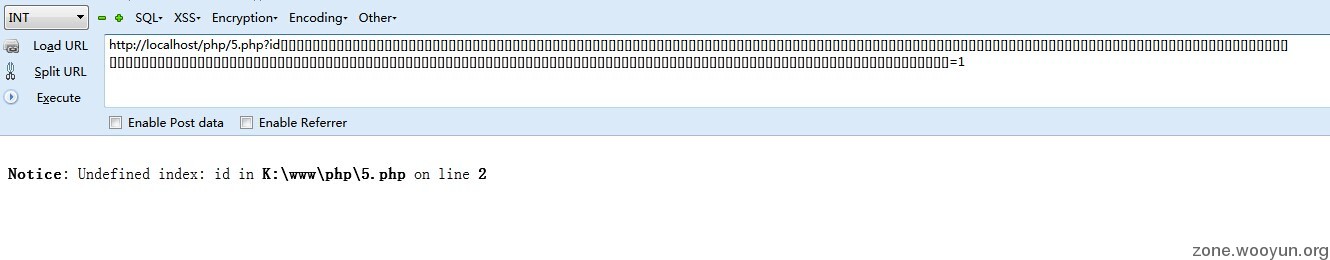 INT SQL- XSS- Encryption- Encoding- Other-
Load URL
Split URL
Execute
http://localhost/php/5.php?id[][][][][][][][][][][][][][][][][][][][][][][][][][][][][][][][][][][][][][][][][][][][][][][][][][][][][][][][][][][][][][][][][][][][][][][][][][][][][][][][][][][][][][][][][][][][][][][][][][][][][][][][][][][][][][][][][][][][][][][][][][][][][][]
[][][][][][][][][][][][][][][][][][][][][][][][][][][][][][][][][][][][][][][][][][][][][][][][][][][][][][][][][][][][][][][][][][][][][][][][][][][][][][][][][][][][][][][][][][][][][][][][][][][][][][][][][]=1
Enable Post data Enable Referrer
Notice: Undefined index: id in K:\www\php\5.php on line 2
zone.wooyun.org